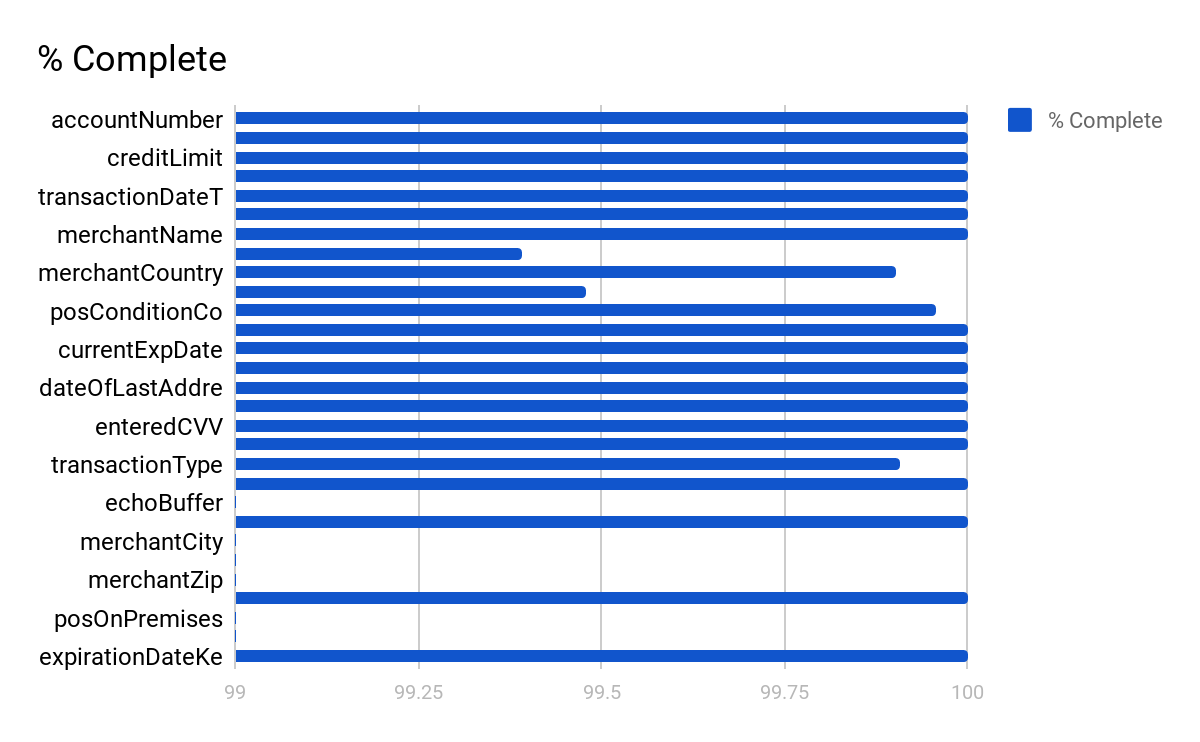 % Complete
accountNumber
% Complete
creditLimit
transactionDateT
merchantName
merchantCountry
posConditionCo
currentExpDate
dateOfLastAddre
enteredCVV
transactionType
echoBuffer
merchantCity
merchantZip
posOnPremises
expirationDateKe
99 99.25 99.5 99.75 100